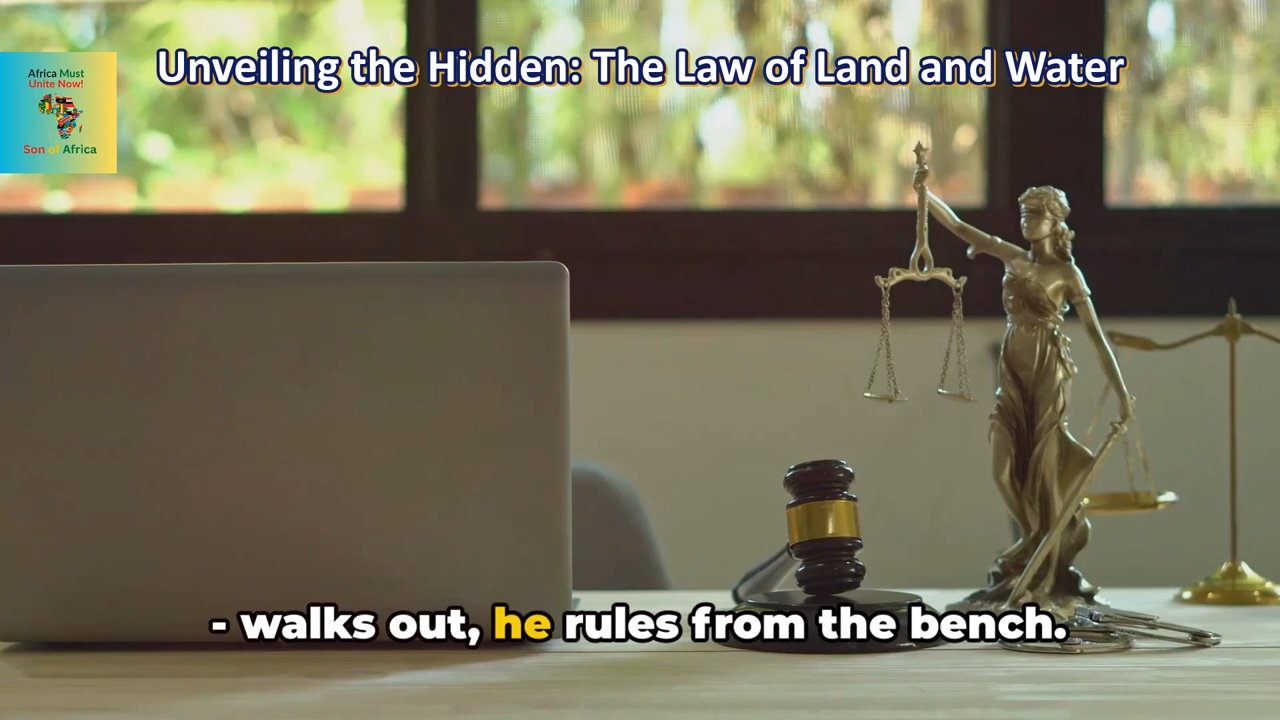 Unveiling the Hidden: The Law of Land and Water
Africa Must
Unite Now!
Son of Africa
- walks out, he rules from the bench.